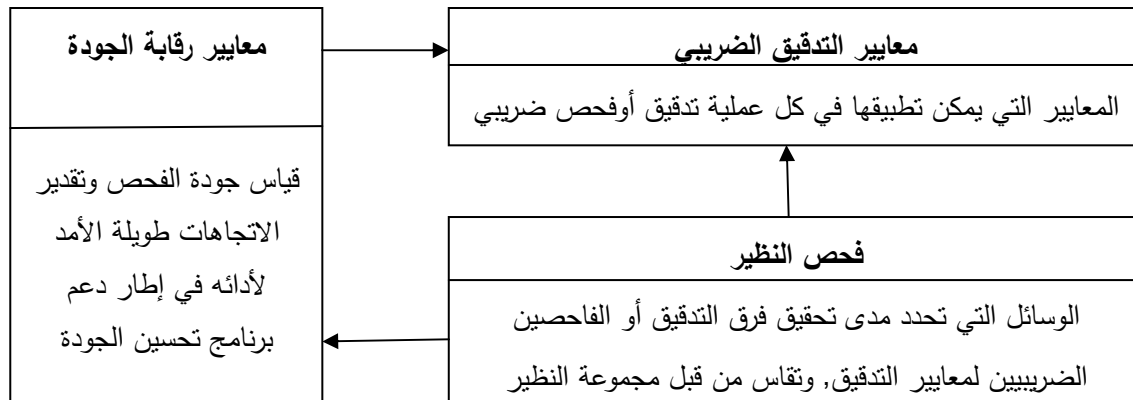 معايير رقابة الجودة
قياس جودة الفحص وتقدير
الاتجاهات طويلة الأمد
لأدائه في إطار دعم
برنامج تحسين الجودة
معايير التدقيق الضريبي
المعايير التي يمكن تطبيقها في كل عملية تدقيق أوفحص ضريبي
فحص النظير
الوسائل التي تحدد مدى تحقيق فرق التدقيق أو الفاحصين
الضريبيين لمعايير التدقيق, وتقاس من قبل مجموعة النظير